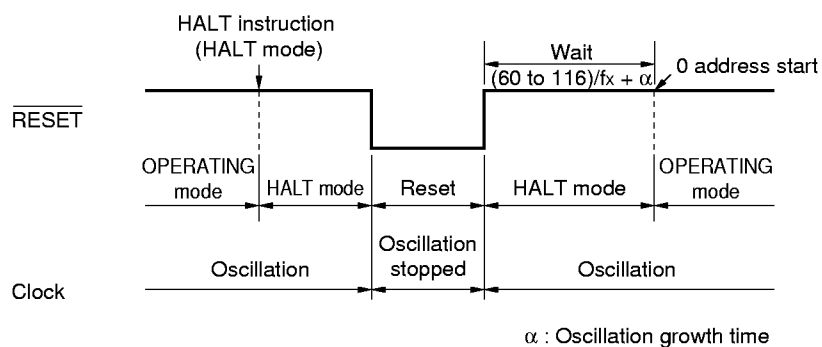 HALT instruction
(HALT mode)
Wait
(60 to 116)/fx + α
0 address start
RESET
OPERATING
mode
HALT mode
Reset
HALT mode
OPERATING
mode
Oscillation
Oscillation
stopped
Oscillation
Clock
α : Oscillation growth time